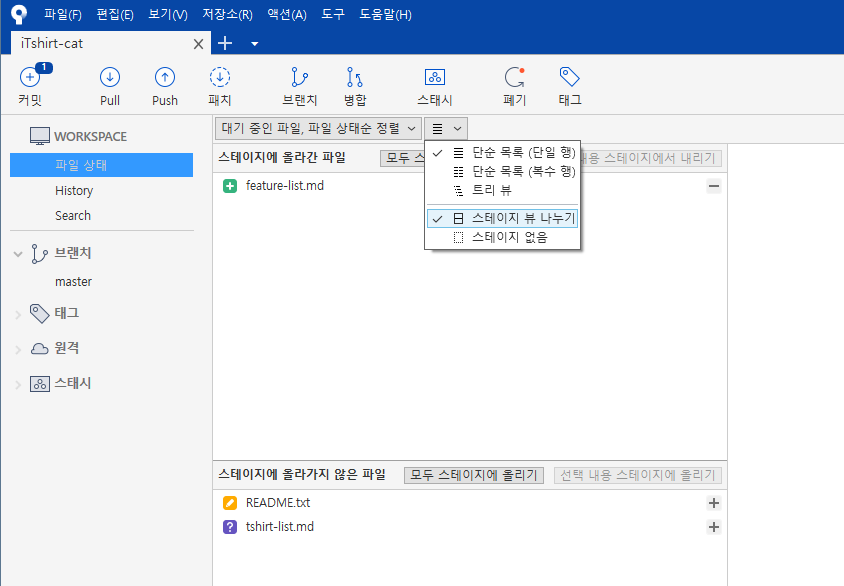 파일(F) 편집(E) 보기(V) 저장소(R) 액션(A) 도구 도움말(H)
iTshirt-cat
1
커밋 Pull Push 패치 브랜치 병합 스태시 폐기 태그
WORKSPACE
파일 상태
History
Search
브랜치
master
태그
원격
스태시
대기 중인 파일, 파일 상태순 정렬
스테이지에 올라간 파일 모두 스 내용 스테이지에서 내리기
feature-list.md
단순 목록 (단일 행)
단순 목록 (복수 행)
트리 뷰
스테이지 뷰 나누기
스테이지 없음
스테이지에 올라가지 않은 파일 모두 스테이지에 올리기 선택 내용 스테이지에 올리기
README.txt
tshirt-list.md